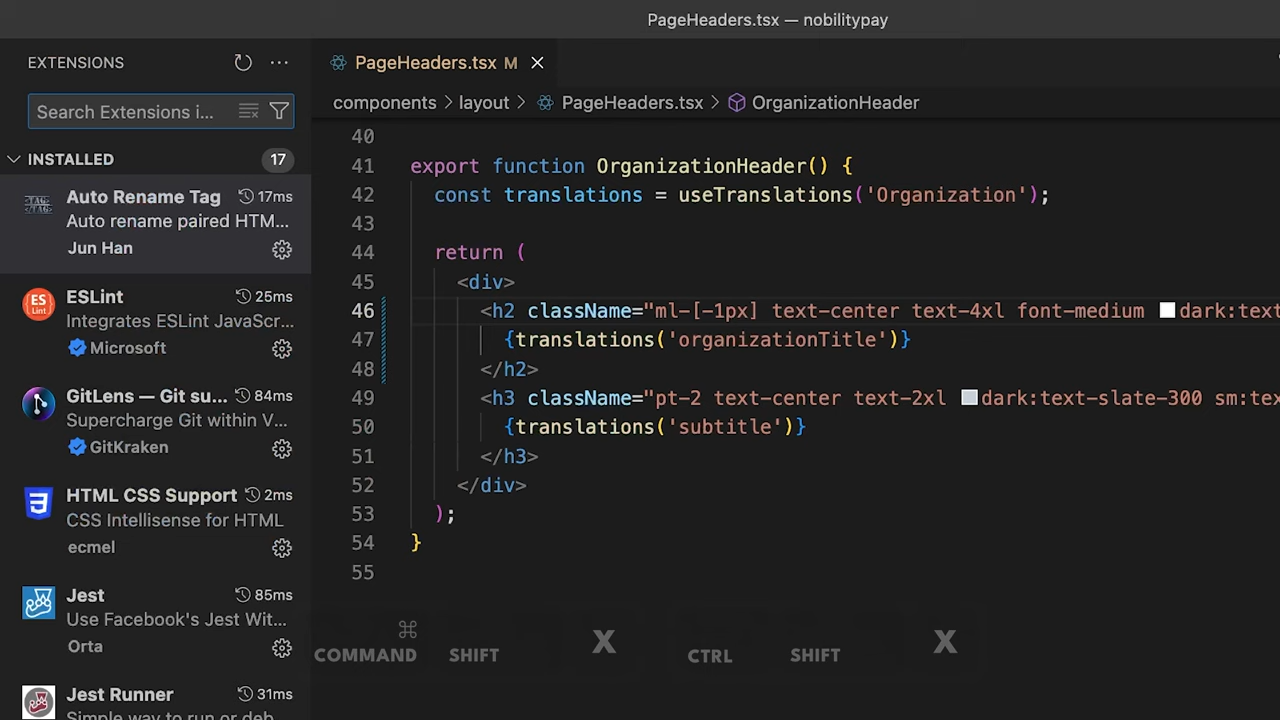 PageHeaders.tsx — nobilitypay
EXTENSIONS
Search Extensions i...
INSTALLED 17
Auto Rename Tag 17ms
Auto rename paired HTM...
Jun Han
ESLint 25ms
Integrates ESLint JavaScr...
Microsoft
GitLens — Git su... 84ms
Supercharge Git within V...
GitKraken
HTML CSS Support 2ms
CSS Intellisense for HTML
ecmel
Jest 85ms
Use Facebook's Jest Wit...
Orta
Jest Runner 31ms
Simple way to run or deb
PageHeaders.tsx M
components > layout > PageHeaders.tsx > OrganizationHeader
40
41 export function OrganizationHeader() {
42 const translations = useTranslations('Organization');
43
44 return (
45 <div>
46 <h2 className="ml-[-1px] text-center text-4xl font-medium dark:text
47 {translations('organizationTitle')}
48 </h2>
49 <h3 className="pt-2 text-center text-2xl dark:text-slate-300 sm:tex
50 {translations('subtitle')}
51 </h3>
52 </div>
53 );
54 }
55
⌘ COMMAND SHIFT X CTRL SHIFT X